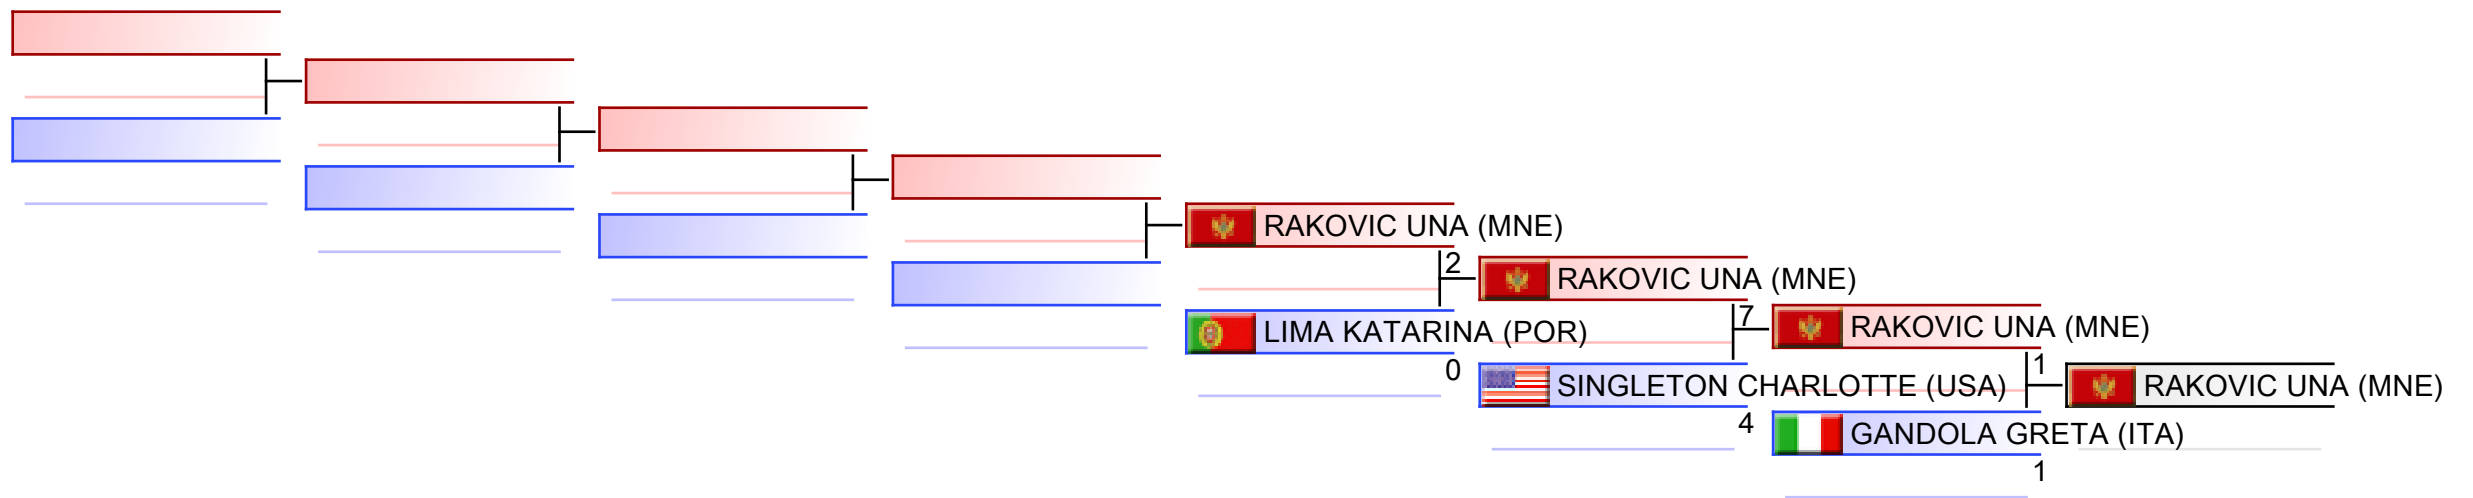 RAKOVIC UNA (MNE)
2
RAKOVIC UNA (MNE)
LIMA KATARINA (POR)
0
7
RAKOVIC UNA (MNE)
SINGLETON CHARLOTTE (USA)
4
1
RAKOVIC UNA (MNE)
GANDOLA GRETA (ITA)
1